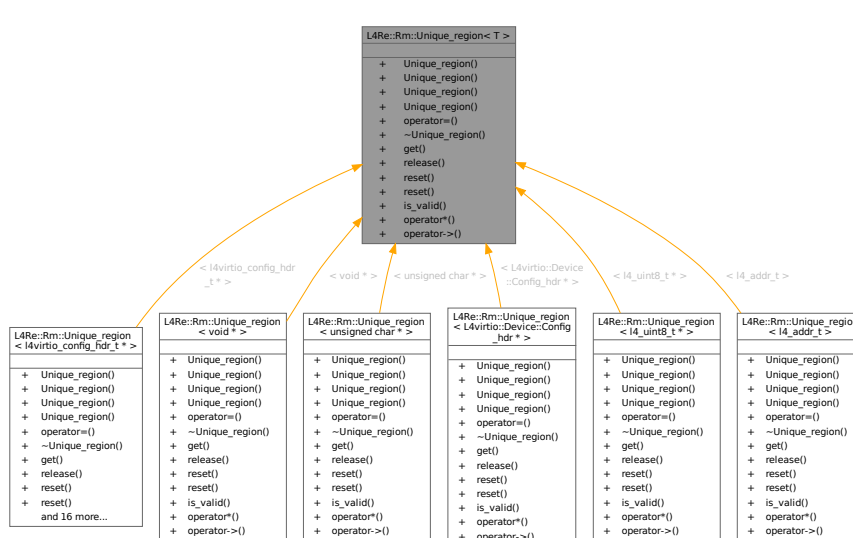 L4Re::Rm::Unique_region< T >
+ Unique_region()
+ Unique_region()
+ Unique_region()
+ Unique_region()
+ operator=()
+ ~Unique_region()
+ get()
+ release()
+ reset()
+ reset()
+ is_valid()
+ operator*()
+ operator->()
< l4virtio_config_hdr
_t * >
< void * >
< unsigned char * >
< L4virtio::Device
::Config_hdr * >
< l4_uint8_t * >
< l4_addr_t >
L4Re::Rm::Unique_region
< l4virtio_config_hdr_t * >
+ Unique_region()
+ Unique_region()
+ Unique_region()
+ Unique_region()
+ operator=()
+ ~Unique_region()
+ get()
+ release()
+ reset()
+ reset()
and 16 more...
L4Re::Rm::Unique_region
< void * >
+ Unique_region()
+ Unique_region()
+ Unique_region()
+ Unique_region()
+ operator=()
+ ~Unique_region()
+ get()
+ release()
+ reset()
+ reset()
+ is_valid()
+ operator*()
+ operator->()
L4Re::Rm::Unique_region
< unsigned char * >
+ Unique_region()
+ Unique_region()
+ Unique_region()
+ Unique_region()
+ operator=()
+ ~Unique_region()
+ get()
+ release()
+ reset()
+ reset()
+ is_valid()
+ operator*()
+ operator->()
L4Re::Rm::Unique_region
< L4virtio::Device::Config
_hdr * >
+ Unique_region()
+ Unique_region()
+ Unique_region()
+ Unique_region()
+ operator=()
+ ~Unique_region()
+ get()
+ release()
+ reset()
+ reset()
+ is_valid()
+ operator*()
+ operator->()
L4Re::Rm::Unique_region
< l4_uint8_t * >
+ Unique_region()
+ Unique_region()
+ Unique_region()
+ Unique_region()
+ operator=()
+ ~Unique_region()
+ get()
+ release()
+ reset()
+ reset()
+ is_valid()
+ operator*()
+ operator->()
L4Re::Rm::Unique_regio
< l4_addr_t >
+ Unique_region()
+ Unique_region()
+ Unique_region()
+ Unique_region()
+ operator=()
+ ~Unique_region()
+ get()
+ release()
+ reset()
+ reset()
+ is_valid()
+ operator*()
+ operator->()